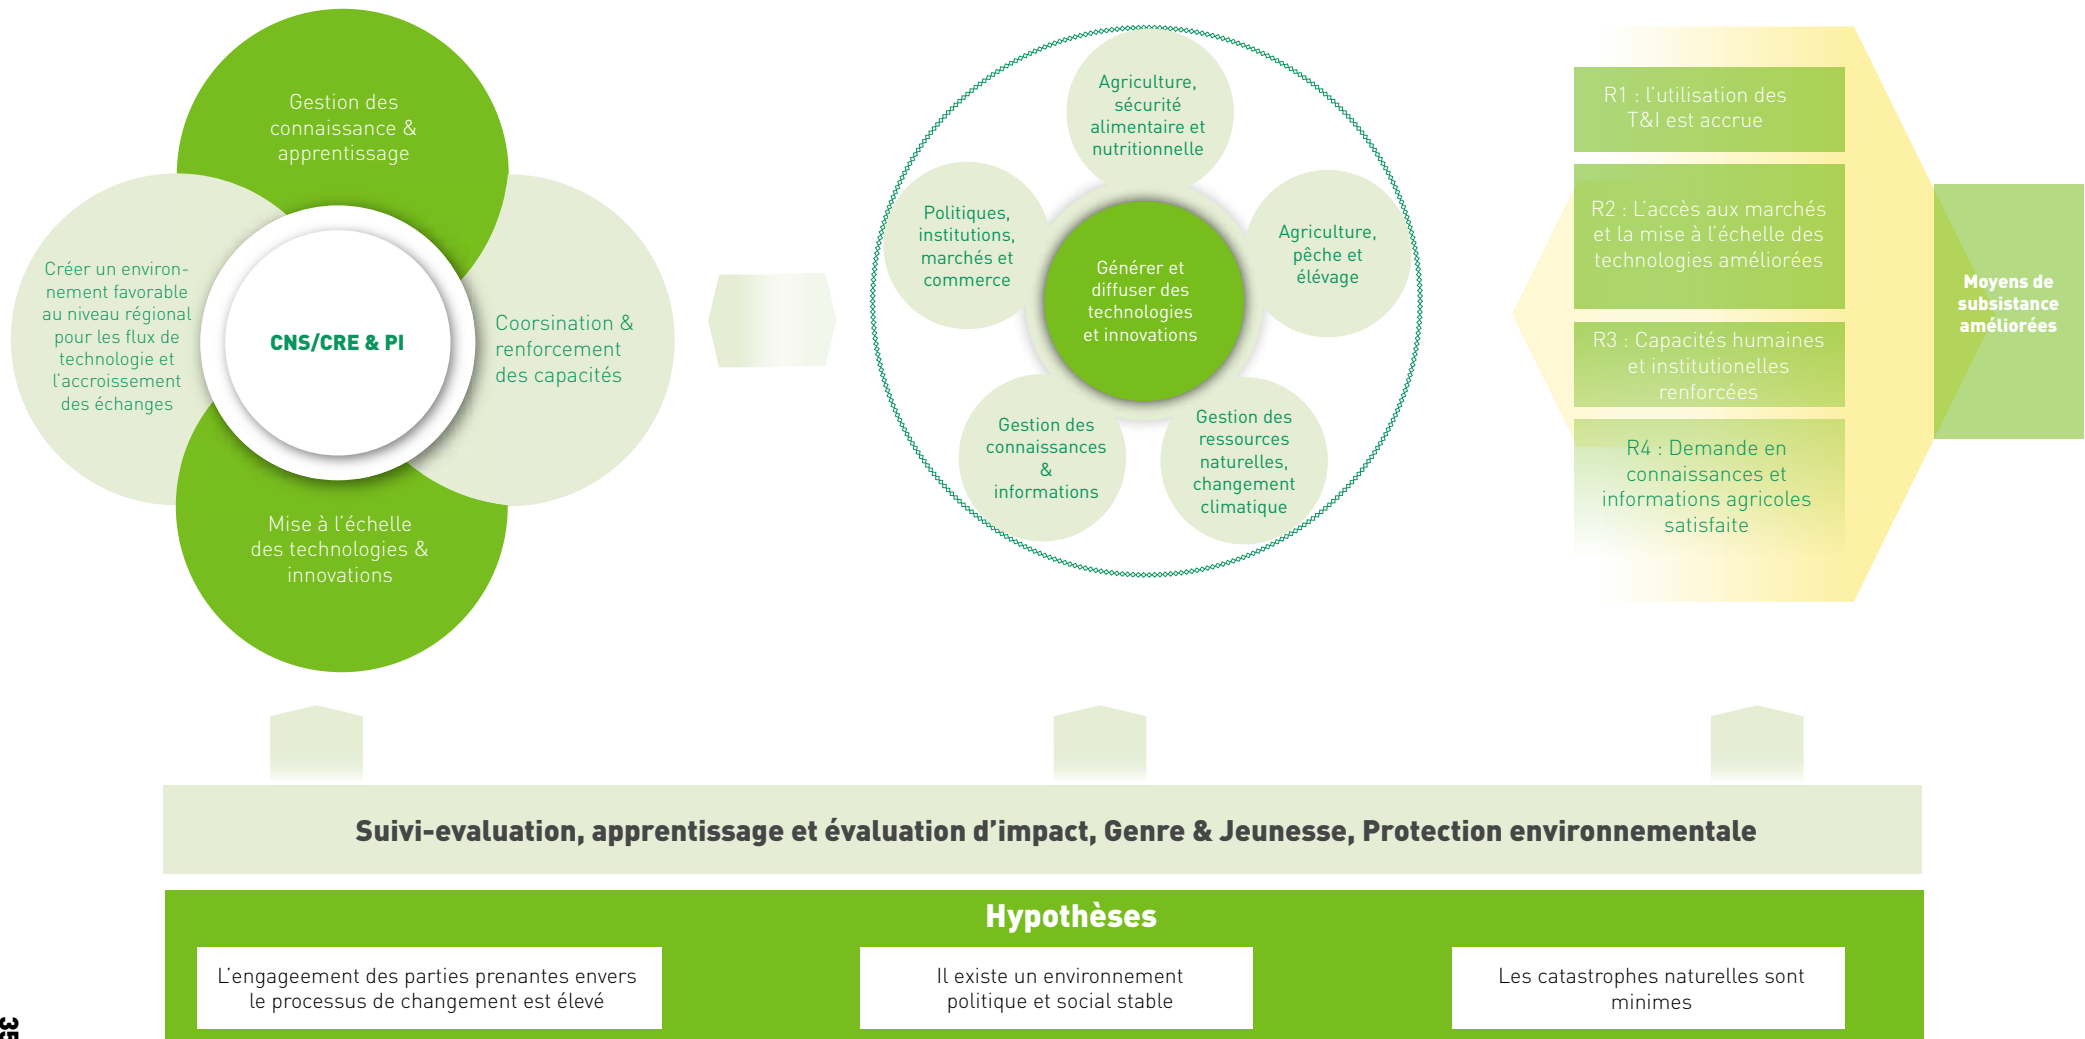 Gestion des
connaissance &
apprentissage
Créer un environ-
nement favorable
au niveau régional
pour les flux de
technologie et
l'accroissement
des échanges
CNS/CRE & PI
Coorsination &
renforcement
des capacités
Mise à l'échelle
des technologies &
innovations
Agriculture,
sécurité
alimentaire et
nutritionnelle
Politiques,
institutions,
marchés et
commerce
Générer et
diffuser des
technologies
et innovations
Agriculture,
pêche et
élévage
Gestion des
connaissances
&
informations
Gestion des
ressources
naturelles,
changement
climatique
R1 : l'utilisation des
T&I est accrue
R2 : L'accès aux marchés
et la mise à l'échelle des
technologies améliorées
R3 : Capacités humaines
et institutionelles
renforcées
R4 : Demande en
connaissances et
informations agricoles
satisfaite
Moyens de
subsistance
améliorées
Suivi-evaluation, apprentissage et évaluation d'impact, Genre & Jeunesse, Protection environnementale
Hypothèses
L'engageement des parties prenantes envers
le processus de changement est élevé
Il existe un environnement
politique et social stable
Les catastrophes naturelles sont
minimes
35